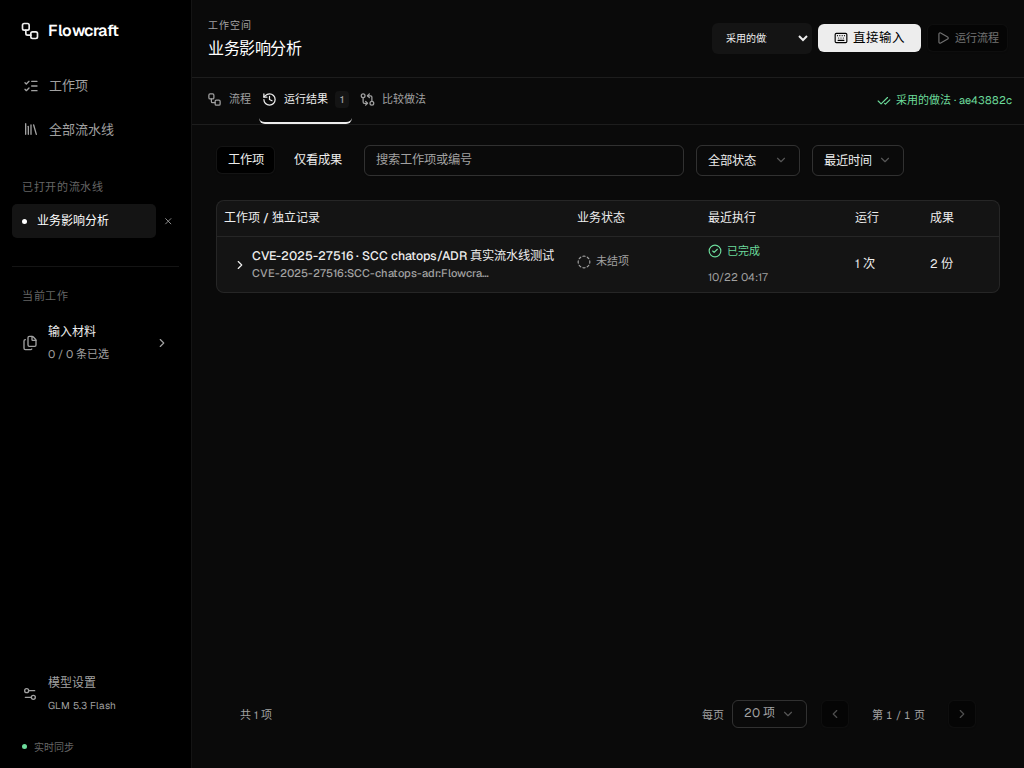 Flowcraft
工作项
全部流水线
已打开的流水线
业务影响分析
当前工作
输入材料
0 / 0 条已选
模型设置
GLM 5.3 Flash
实时同步
工作空间
业务影响分析
采用的做
直接输入
运行流程
流程
运行结果 1
比较做法
采用的做法 · ae43882c
工作项
仅看成果
搜索工作项或编号
全部状态
最近时间
工作项 / 独立记录 业务状态 最近执行 运行 成果
CVE-2025-27516 · SCC chatops/ADR 真实流水线测试
CVE-2025-27516:SCC-chatops-adr:Flowcra...
未结项
已完成
10/22 04:17
1 次
2 份
共 1 项
每页
20 项
第 1 / 1 页